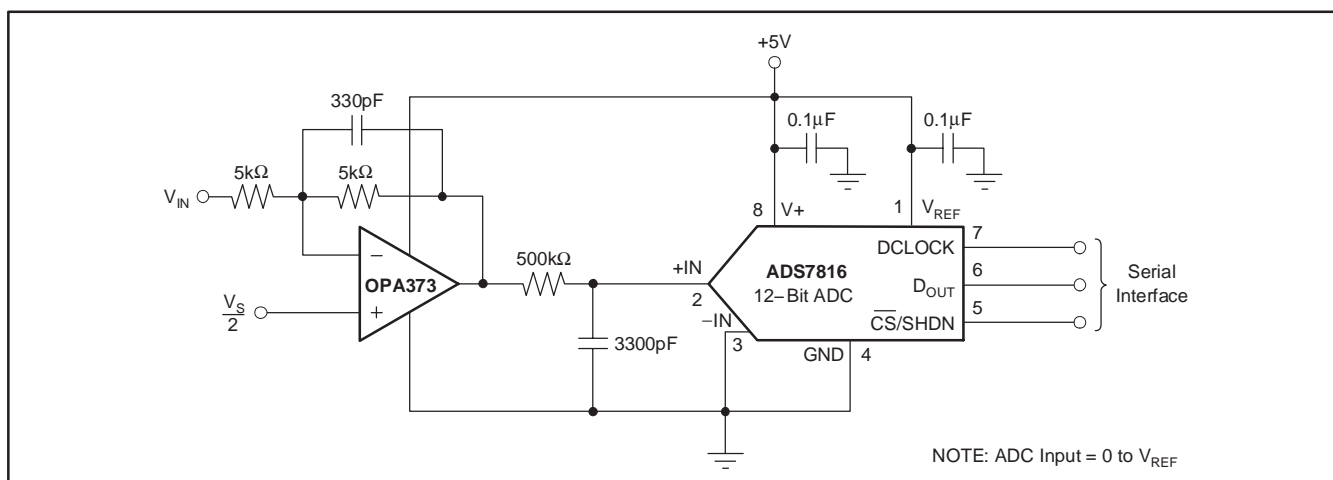 +5V
330pF
0.1μF
0.1μF
5kΩ
5kΩ
V_IN
8
V+
1
V_REF
7
DCLOCK
500kΩ
+IN
ADS7816
6
−
OPA373
2
12–Bit ADC
D_OUT
Serial
Interface
V_S
2
+
−IN
5
C̅S̅/SHDN
3300pF
3
GND
4
NOTE: ADC Input = 0 to V_REF